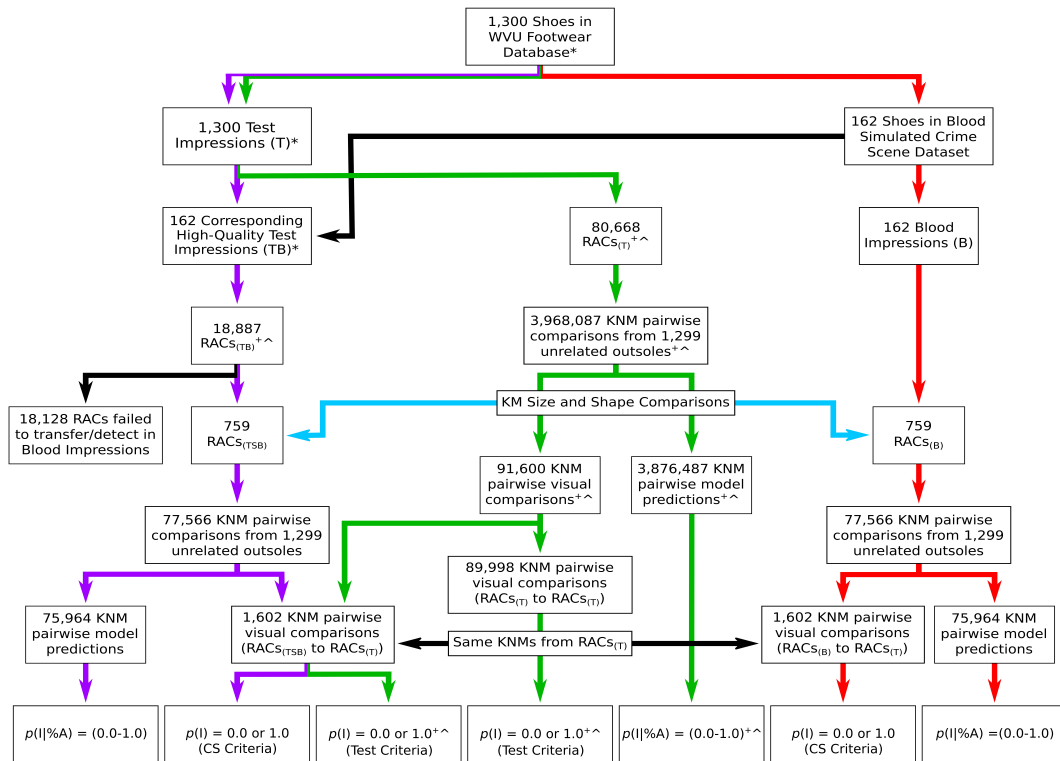 1,300 Shoes in
WVU Footwear
Database*
1,300 Test
Impressions (T)*
162 Shoes in Blood
Simulated Crime
Scene Dataset
162 Corresponding
High-Quality Test
Impressions (TB)*
80,668
RACs(T)+^
162 Blood
Impressions (B)
18,887
RACs(TB)+^
3,968,087 KNM pairwise
comparisons from 1,299
unrelated outsoles+^
KM Size and Shape Comparisons
18,128 RACs failed
to transfer/detect in
Blood Impressions
759
RACs(TSB)
759
RACs(B)
91,600 KNM
pairwise visual
comparisons+^
3,876,487 KNM
pairwise model
predictions+^
77,566 KNM pairwise
comparisons from 1,299
unrelated outsoles
77,566 KNM pairwise
comparisons from 1,299
unrelated outsoles
89,998 KNM pairwise
visual comparisons
(RACs(T) to RACs(T))
75,964 KNM
pairwise model
predictions
1,602 KNM pairwise
visual comparisons
(RACs(TSB) to RACs(T))
Same KNMs from RACs(T)
1,602 KNM pairwise
visual comparisons
(RACs(B) to RACs(T))
75,964 KNM
pairwise model
predictions
p(I|%A) = (0.0-1.0)
p(I) = 0.0 or 1.0
(CS Criteria)
p(I) = 0.0 or 1.0+^
(Test Criteria)
p(I) = 0.0 or 1.0+^
(Test Criteria)
p(I|%A) = (0.0-1.0)+^
p(I) = 0.0 or 1.0
(CS Criteria)
p(I|%A) =(0.0-1.0)